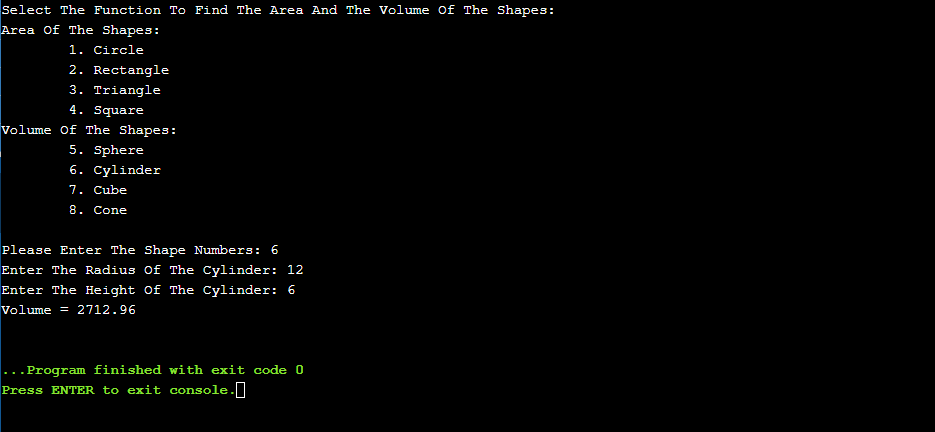 Select The Function To Find The Area And The Volume Of The Shapes:
Area Of The Shapes:
1. Circle
2. Rectangle
3. Triangle
4. Square
Volume Of The Shapes:
5. Sphere
6. Cylinder
7. Cube
8. Cone
Please Enter The Shape Numbers: 6
Enter The Radius Of The Cylinder: 12
Enter The Height Of The Cylinder: 6
Volume = 2712.96
...Program finished with exit code 0
Press ENTER to exit console.